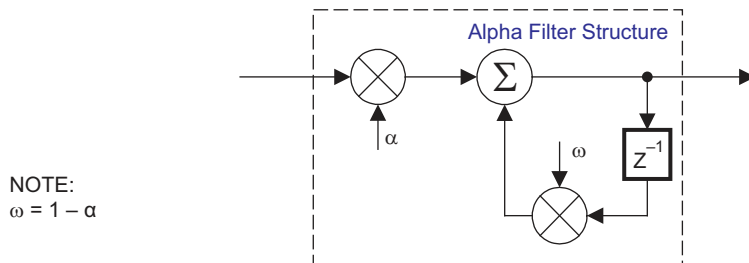 Alpha Filter Structure
Σ
α
ω
Z⁻¹
NOTE:
ω = 1 – α